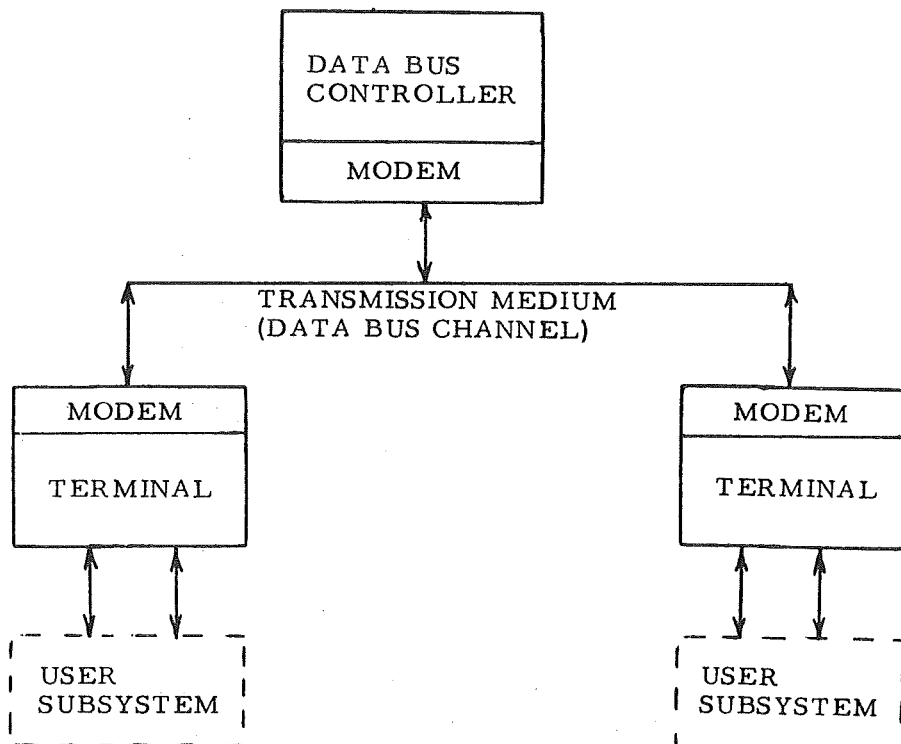 DATA BUS
CONTROLLER
MODEM
TRANSMISSION MEDIUM
(DATA BUS CHANNEL)
MODEM
TERMINAL
MODEM
TERMINAL
USER
SUBSYSTEM
USER
SUBSYSTEM